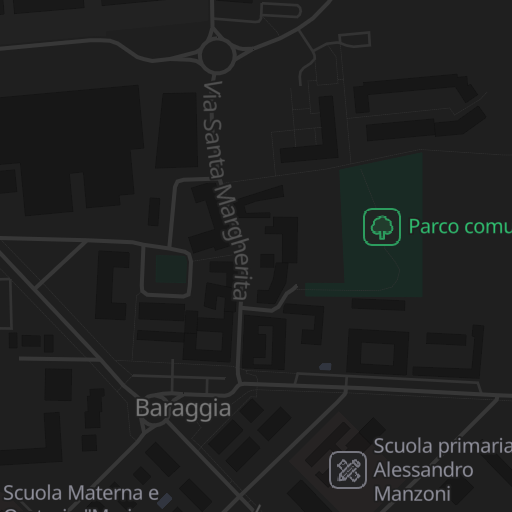 Via Santa Margherita
Parco comu
Baraggia
Scuola primaria
Alessandro
Manzoni
Scuola Materna e